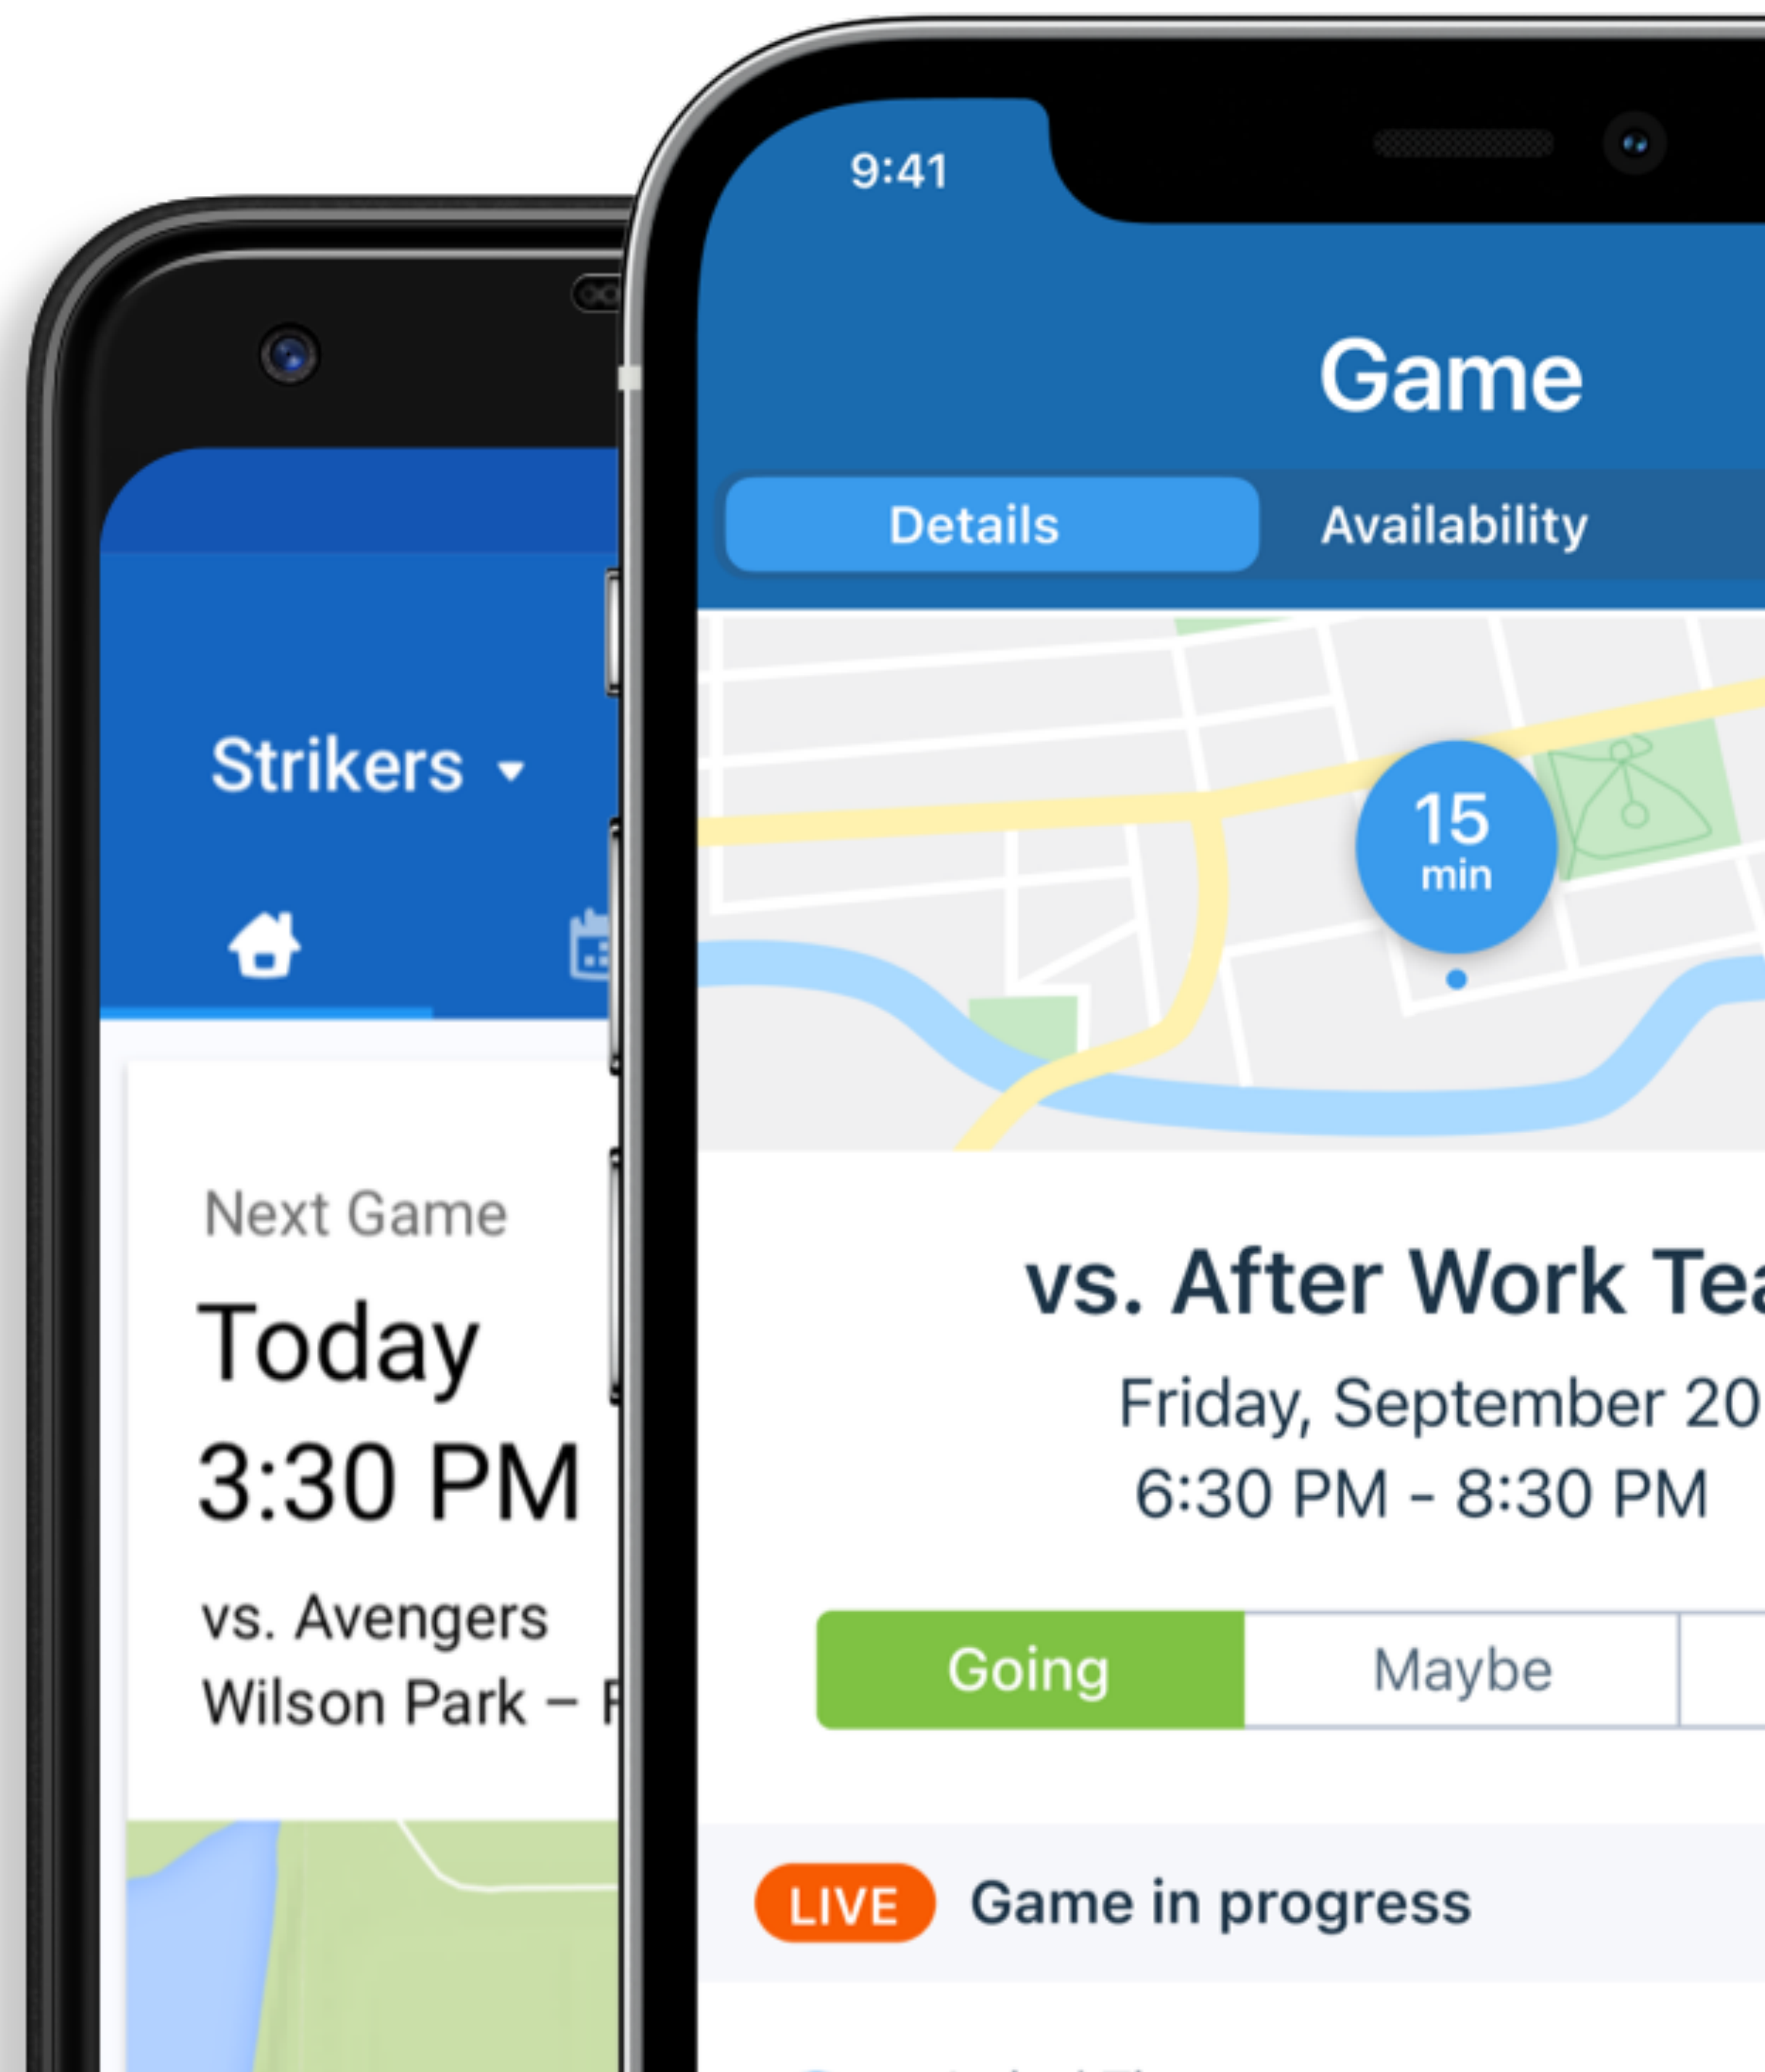 Strikers
Next Game
Today
3:30 PM
vs. Avengers
Wilson Park –
9:41
Game
Details
Availability
15
min
vs. After Work
Friday, September 20
6:30 PM - 8:30 PM
Going
Maybe
LIVE
Game in progress